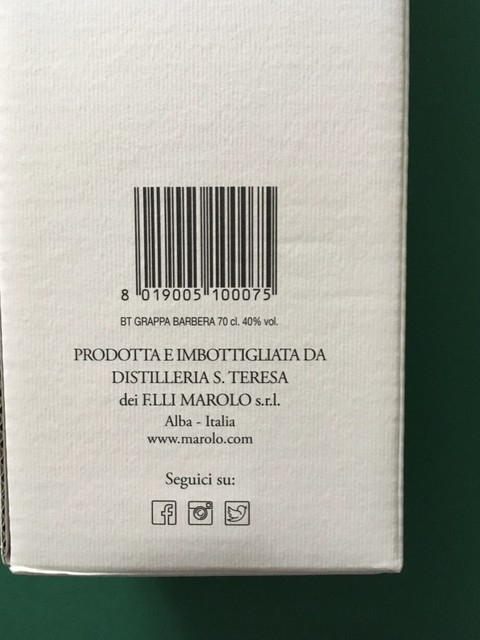 8 019005 100075
BT GRAPPA BARBERA 70 cl. 40% vol.
PRODOTTA E IMBOTTIGLIATA DA
DISTILLERIA S. TERESA
dei F.LLI MAROLO s.r.l.
Alba - Italia
www.marolo.com
Seguici su: